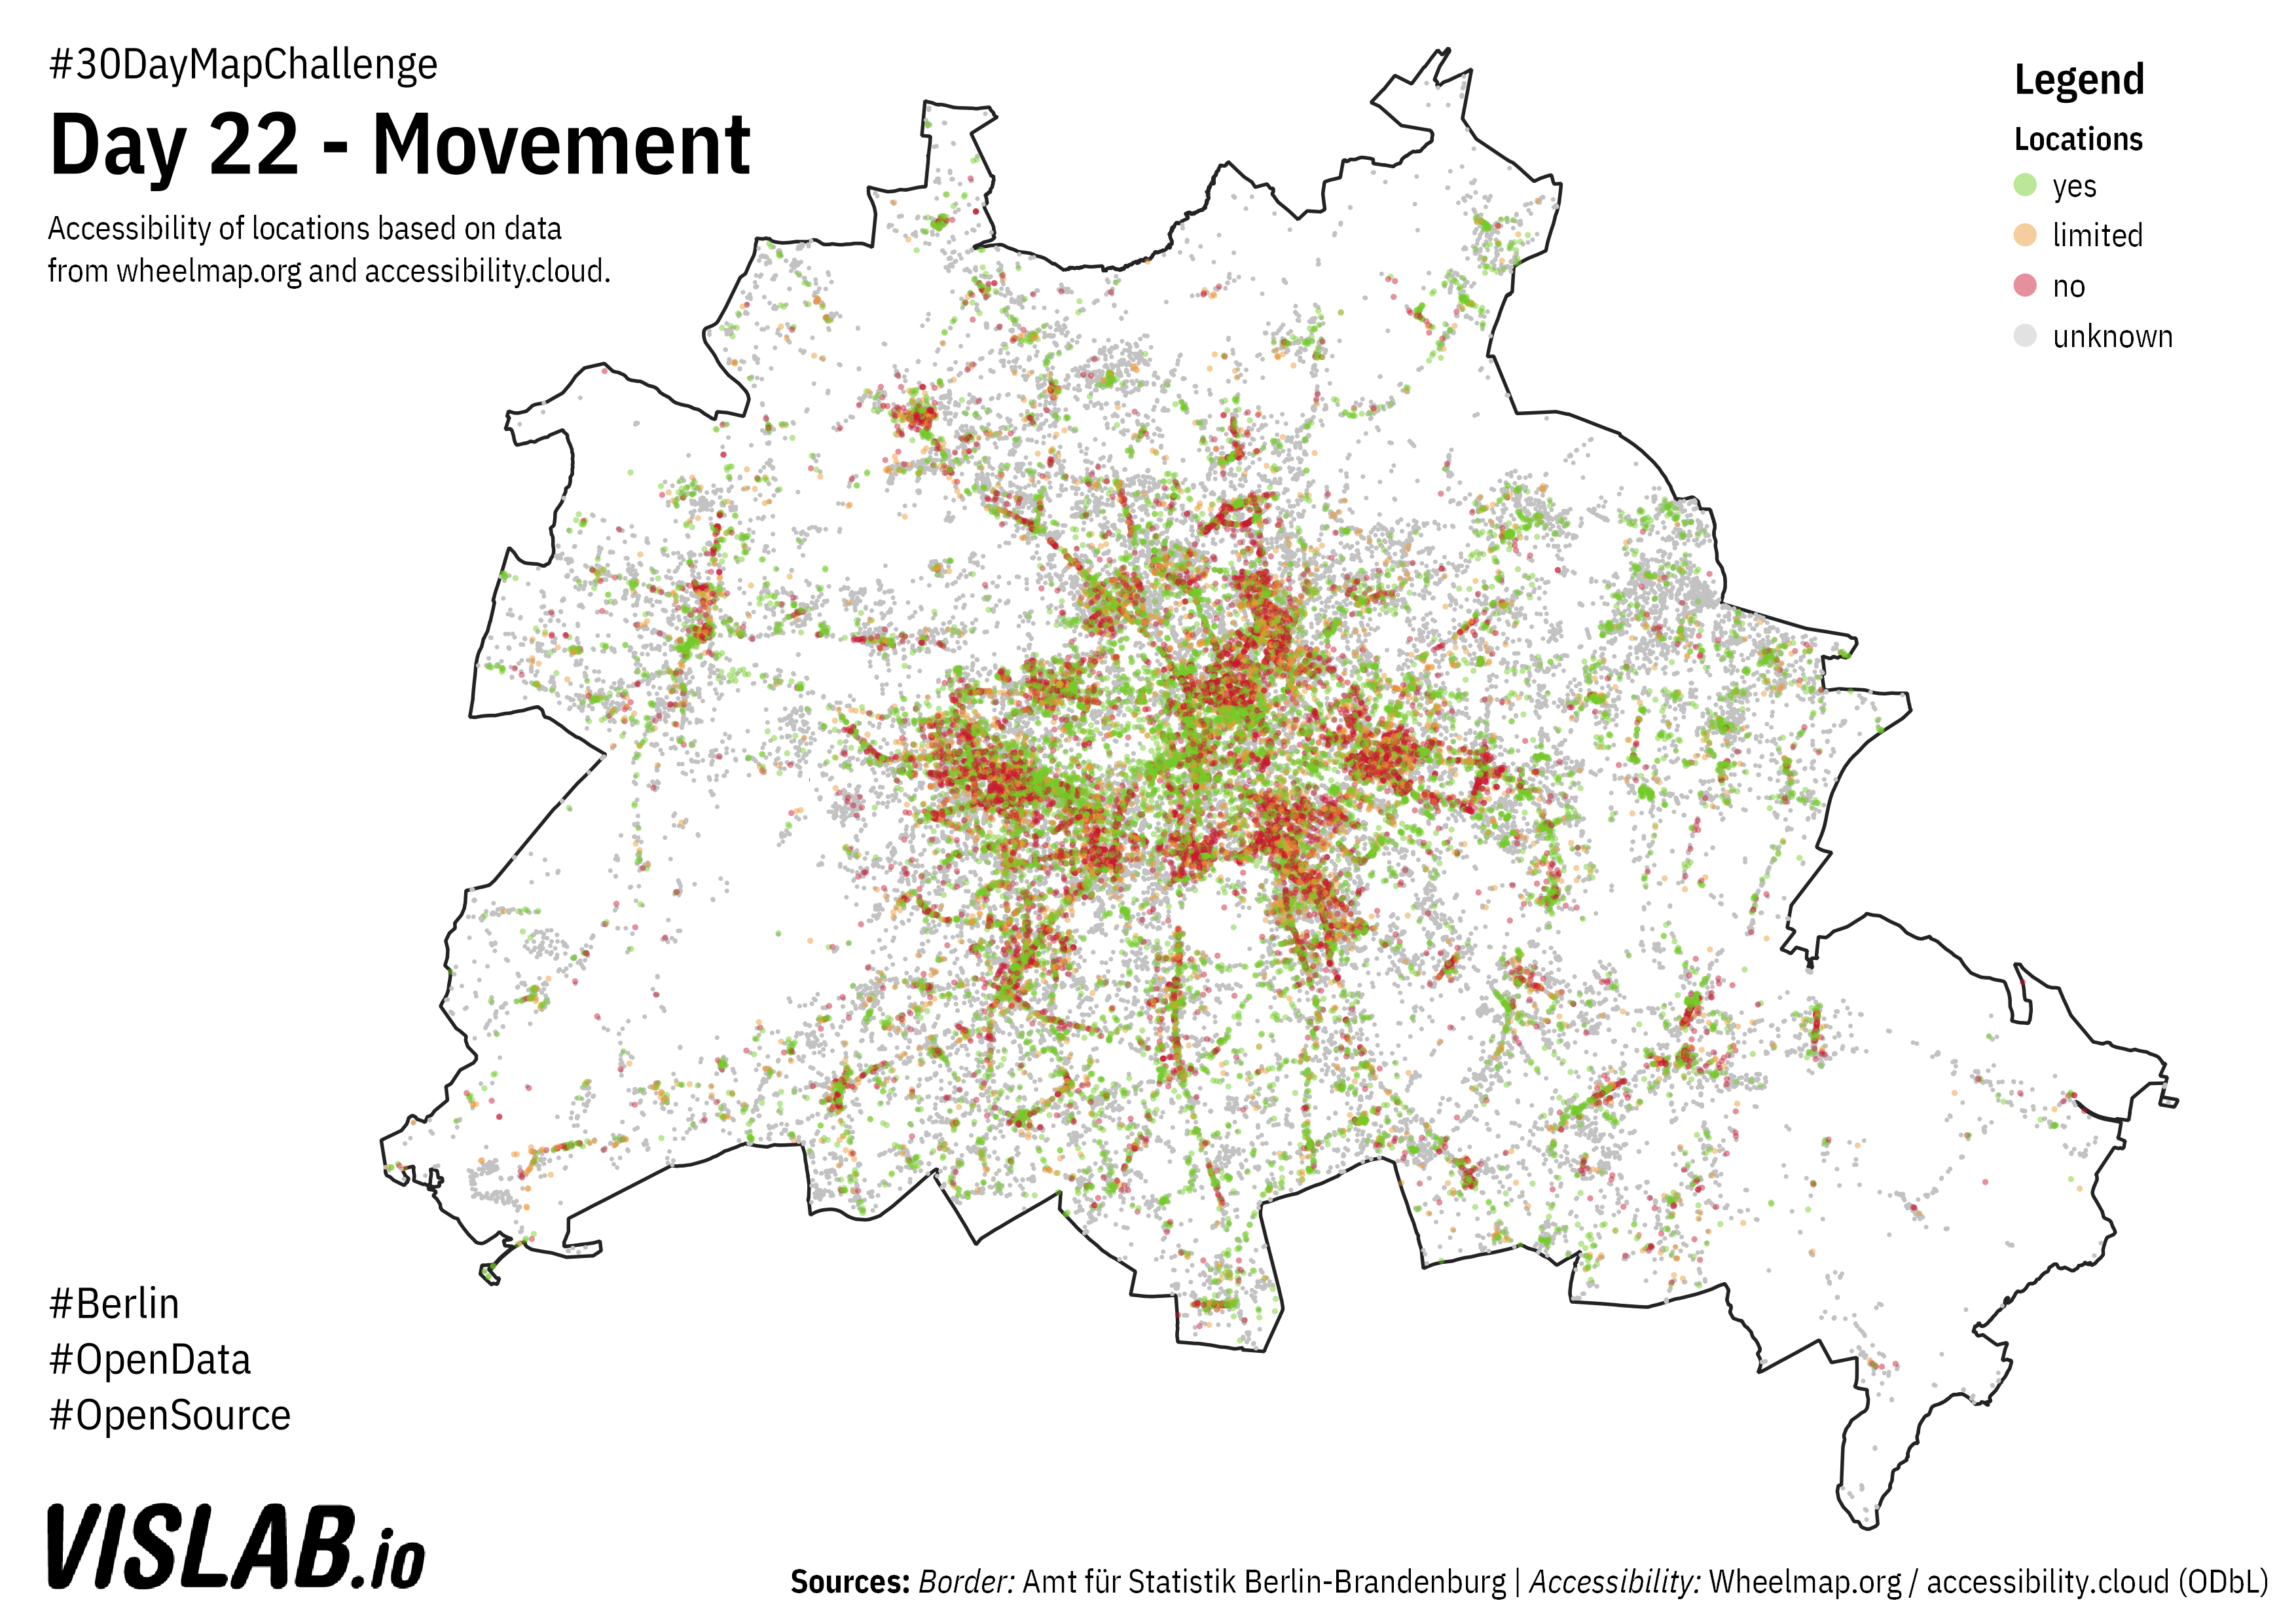 #30DayMapChallenge
Day 22 - Movement
Accessibility of locations based on data
from wheelmap.org and accessibility.cloud.
Legend
Locations
yes
limited
no
unknown
#Berlin
#OpenData
#OpenSource
VISLAB.io
Sources: Border: Amt für Statistik Berlin-Brandenburg | Accessibility: Wheelmap.org / accessibility.cloud (ODbL)